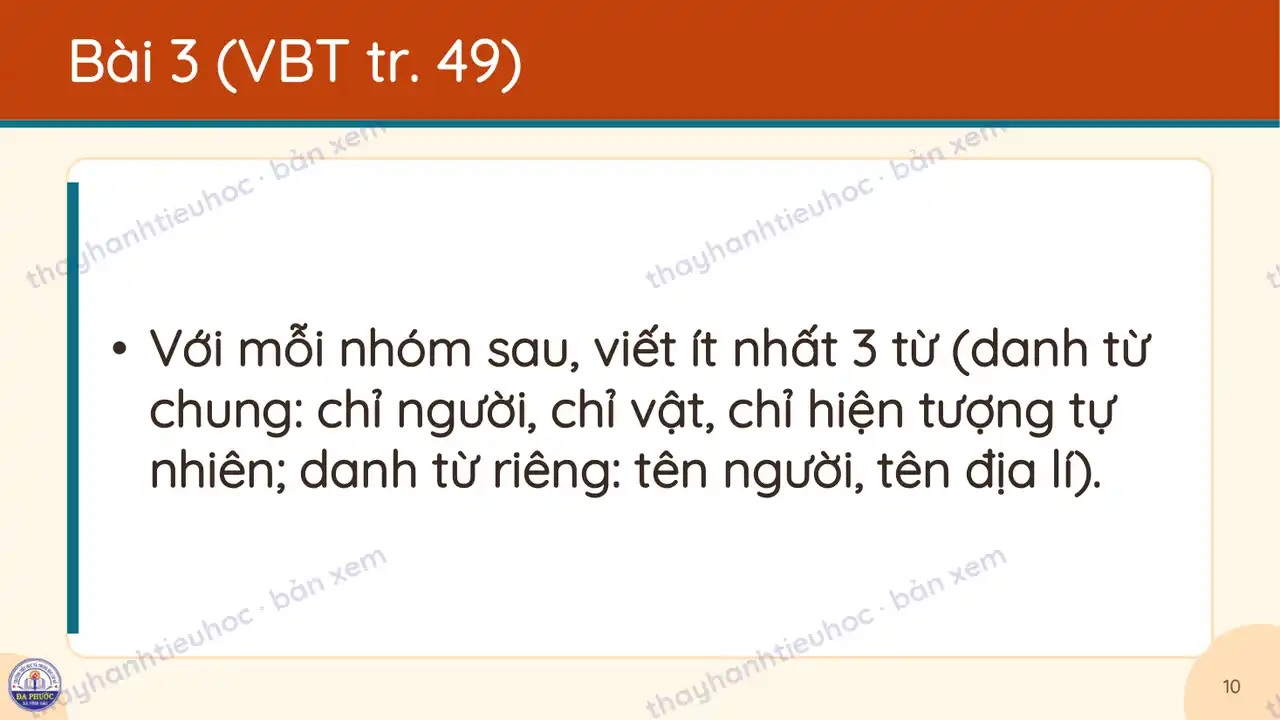 Bài 3 (VBT tr. 49)
thayhanhtieuhoc · bản xem
thayhanhtieuhoc · bản xem
• Với mỗi nhóm sau, viết ít nhất 3 từ (danh từ
chung: chỉ người, chỉ vật, chỉ hiện tượng tự
nhiên; danh từ riêng: tên người, tên địa lí).
thayhanhtieuhoc · bản xem
thayhanhtieuhoc · bản xem
ĐA PHƯỚC
10